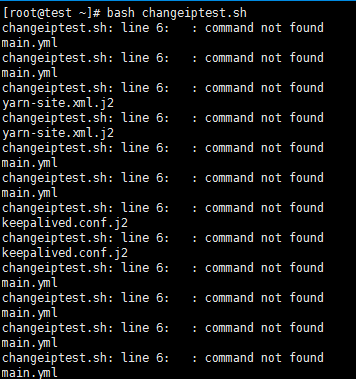 [root@test ~]# bash changeiptest.sh
changeiptest.sh: line 6:   : command not found
main.yml
changeiptest.sh: line 6:   : command not found
main.yml
changeiptest.sh: line 6:   : command not found
yarn-site.xml.j2
changeiptest.sh: line 6:   : command not found
yarn-site.xml.j2
changeiptest.sh: line 6:   : command not found
main.yml
changeiptest.sh: line 6:   : command not found
main.yml
changeiptest.sh: line 6:   : command not found
keepalived.conf.j2
changeiptest.sh: line 6:   : command not found
keepalived.conf.j2
changeiptest.sh: line 6:   : command not found
main.yml
changeiptest.sh: line 6:   : command not found
main.yml
changeiptest.sh: line 6:   : command not found
main.yml
changeiptest.sh: line 6:   : command not found
main.yml